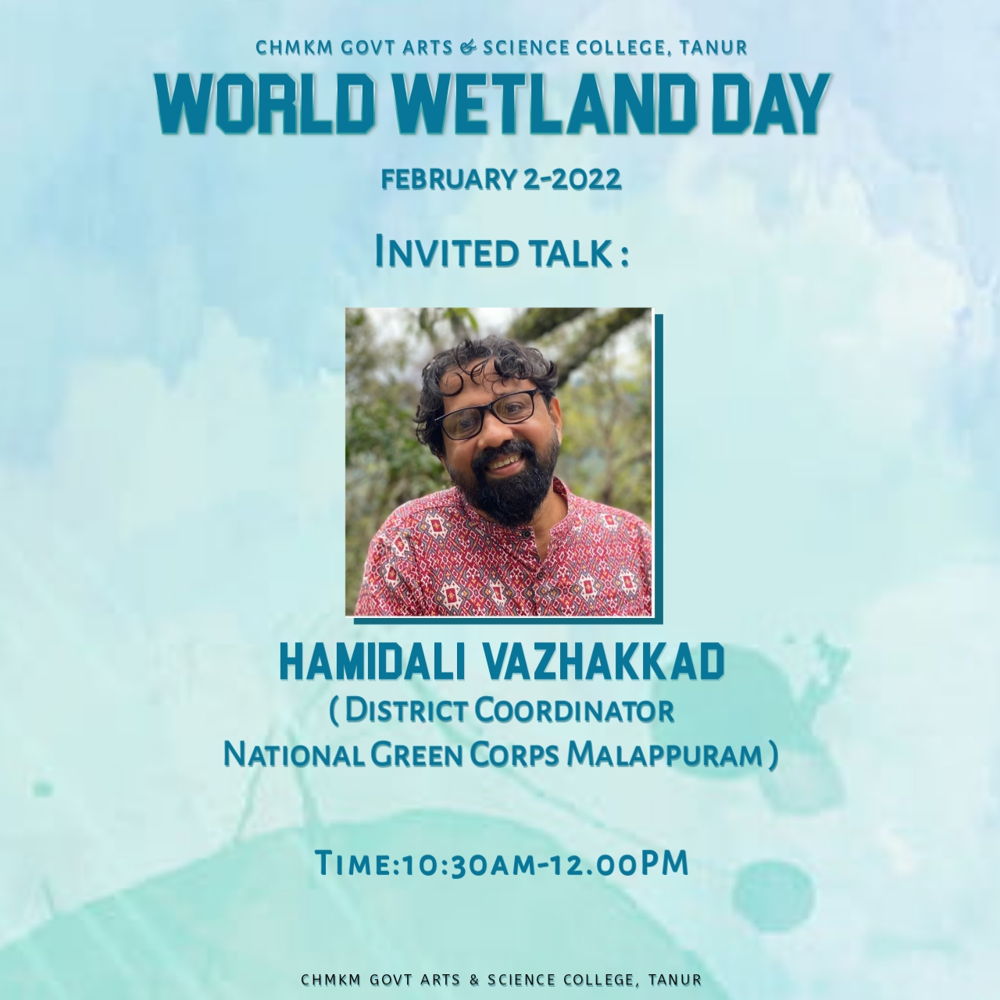 CHMKM GOVT ARTS & SCIENCE COLLEGE, TANUR
WORLD WETLAND DAY
FEBRUARY 2-2022
INVITED TALK :
HAMIDALI VAZHAKKAD
( DISTRICT COORDINATOR
NATIONAL GREEN CORPS MALAPPURAM )
TIME:10:30AM-12.00PM
CHMKM GOVT ARTS & SCIENCE COLLEGE, TANUR